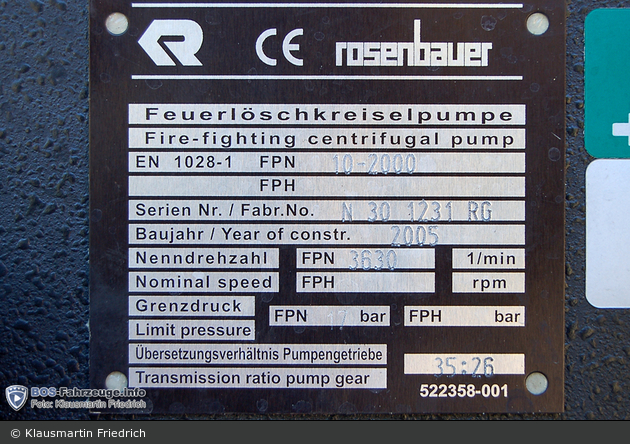 R CE rosenbauer
Feuerlöschkreiselpumpe
Fire-fighting centrifugal pump
EN 1028-1 FPN 10-2000
FPH
Serien Nr. / Fabr.No. N 30 1231 RG
Baujahr / Year of constr. 2005
Nenndrehzahl FPN 3630 1/min
Nominal speed FPH rpm
Grenzdruck
FPN 17 bar FPH bar
Limit pressure
Übersetzungsverhältnis Pumpengetriebe
35:26
Transmission ratio pump gear
522358-001
BOS-Fahrzeuge.info
Foto: Klausmartin Friedrich
© Klausmartin Friedrich